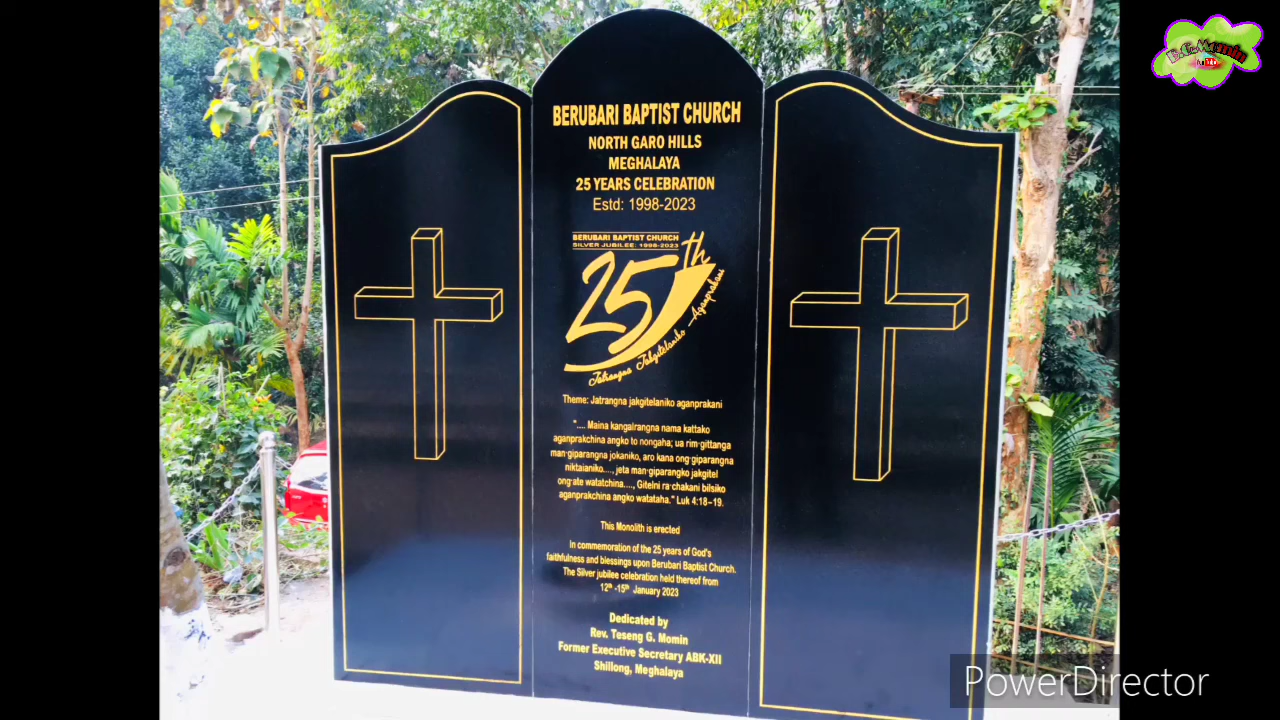 BERUBARI BAPTIST CHURCH
NORTH GARO HILLS
MEGHALAYA
25 YEARS CELEBRATION
Estd: 1998-2023
BERUBARI BAPTIST CHURCH
SILVER JUBILEE: 1998-2023
25th
Jatrangna Jakgitelaniko Aganprakani
Theme: Jatrangna jakgitelaniko aganprakani
".... Maina kangalrangna nama kattako
aganprakchina angko to nongaha; ua rim·gittanga
man·giparangna jokaniko, aro kana ong·giparangna
niktaianiko...., jeta man·giparangko jakgitel
ong·ate watatchina...., Gitelni ra·chakani bilsiko
aganprakchina angko watataha." Luk 4:18–19.
This Monolith is erected
In commemoration of the 25 years of God's
faithfulness and blessings upon Berubari Baptist Church.
The Silver jubilee celebration held thereof from
12th -15th January 2023
Dedicated by
Rev. Teseng G. Momin
Former Executive Secretary ABK-XII
Shillong, Meghalaya
Momin
PowerDirector